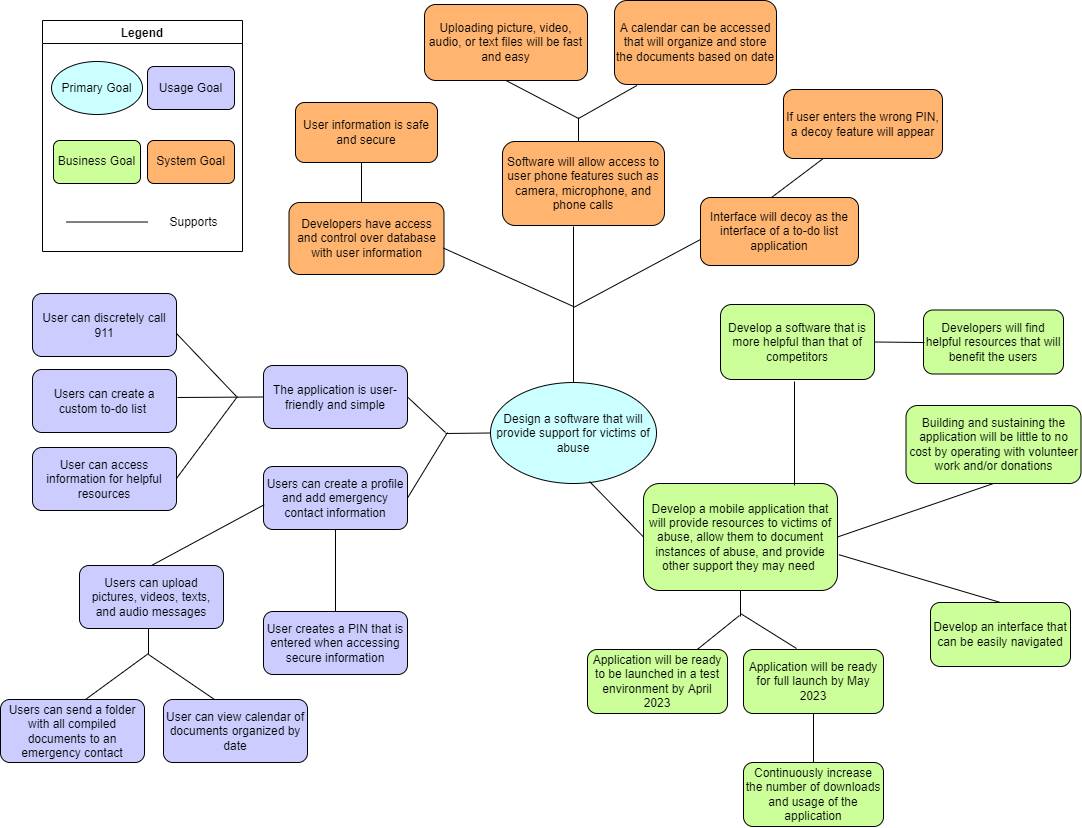 Legend
Primary Goal
Usage Goal
Business Goal
System Goal
Supports
Uploading picture, video,
audio, or text files will be fast
and easy
A calendar can be accessed
that will organize and store
the documents based on date
User information is safe
and secure
Software will allow access to
user phone features such as
camera, microphone, and
phone calls
If user enters the wrong PIN,
a decoy feature will appear
Developers have access
and control over database
with user information
Interface will decoy as the
interface of a to-do list
application
User can discretely call
911
Users can create a
custom to-do list
User can access
information for helpful
resources
The application is user-
friendly and simple
Users can create a profile
and add emergency
contact information
Users can upload
pictures, videos, texts,
and audio messages
User creates a PIN that is
entered when accessing
secure information
Users can send a folder
with all compiled
documents to an
emergency contact
User can view calendar of
documents organized by
date
Design a software that will
provide support for victims of
abuse
Develop a software that is
more helpful than that of
competitors
Developers will find
helpful resources that will
benefit the users
Building and sustaining the
application will be little to no
cost by operating with volunteer
work and/or donations
Develop a mobile application that
will provide resources to victims of
abuse, allow them to document
instances of abuse, and provide
other support they may need
Develop an interface that
can be easily navigated
Application will be ready
to be launched in a test
environment by April
2023
Application will be ready
for full launch by May
2023
Continuously increase
the number of downloads
and usage of the
application